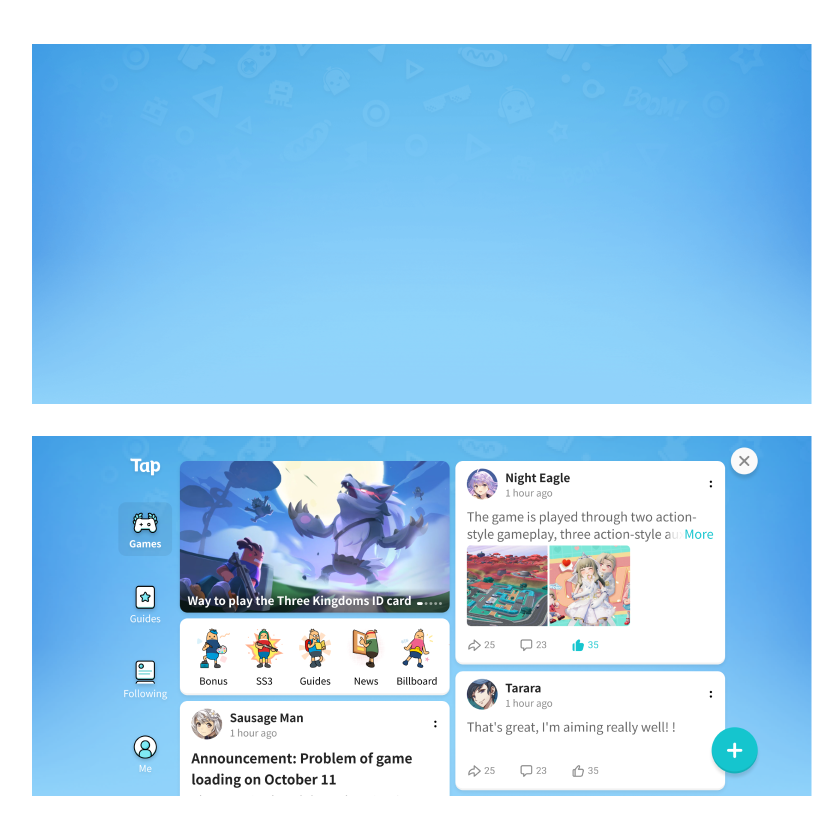 BOOM!
Tap
Games
Guides
Following
Me
Way to play the Three Kingdoms ID card
Bonus
SS3
Guides
News
Billboard
Sausage Man
1 hour ago
Announcement: Problem of game
loading on October 11
Night Eagle
1 hour ago
The game is played through two action-
style gameplay, three action-style au More
25
23
35
Tarara
1 hour ago
That's great, I'm aiming really well! !
25
23
35